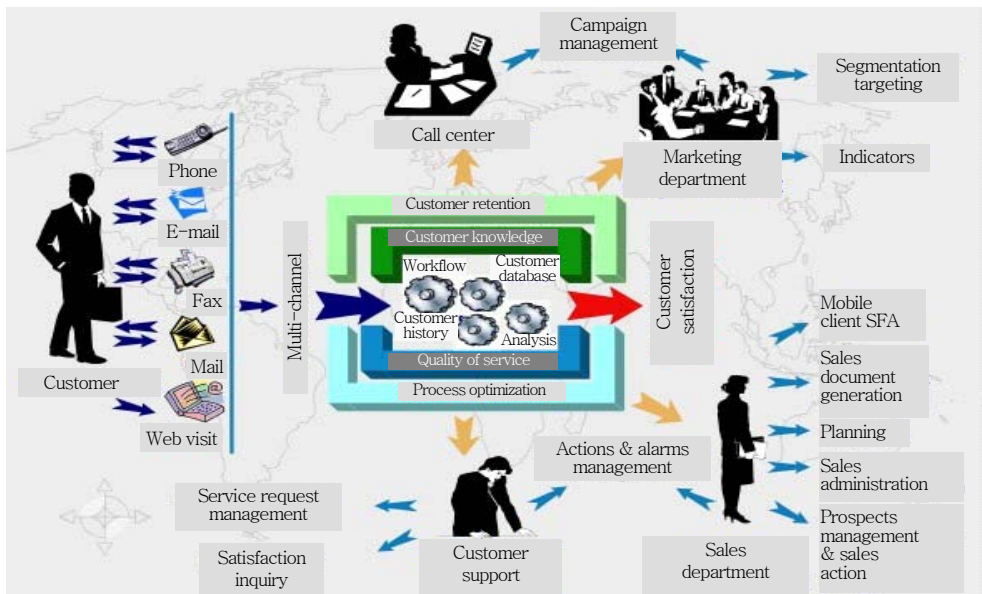 Campaign
management
Segmentation
targeting
Call center
Marketing
department
Indicators
Phone
E-mail
Fax
Mail
Web visit
Customer
Multi-channel
Customer retention
Customer knowledge
Workflow
Customer
database
Customer
history
Analysis
Quality of service
Process optimization
Customer
satisfaction
Mobile
client SFA
Sales
document
generation
Planning
Sales
administration
Prospects
management
& sales
action
Actions & alarms
management
Service request
management
Satisfaction
inquiry
Customer
support
Sales
department